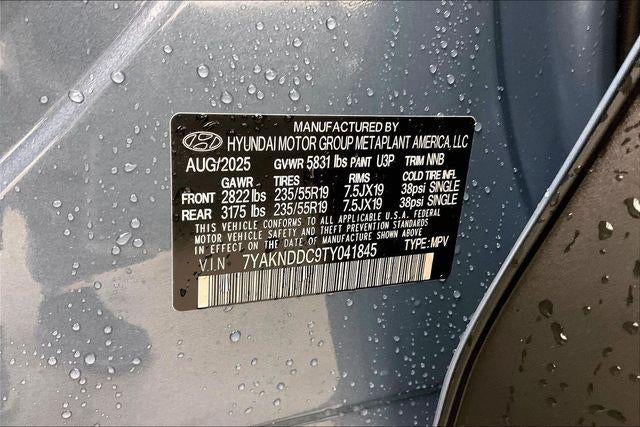 MANUFACTURED BY
HYUNDAI MOTOR GROUP METAPLANT AMERICA, LLC
AUG/2025 GVWR 5831 lbs PAINT U3P TRIM NNB
GAWR TIRES RIMS COLD TIRE INFL
FRONT 2822 lbs 235/55R19 7.5JX19 38psi SINGLE
REAR 3175 lbs 235/55R19 7.5JX19 38psi SINGLE
THIS VEHICLE CONFORMS TO ALL APPLICABLE U.S.A. FEDERAL
MOTOR VEHICLE SAFETY AND THEFT PREVENTION STANDARDS
IN EFFECT ON THE DATE OF MANUFACTURE SHOWN ABOVE
V.I.N 7YAKNDDC9TY041845 TYPE: MPV